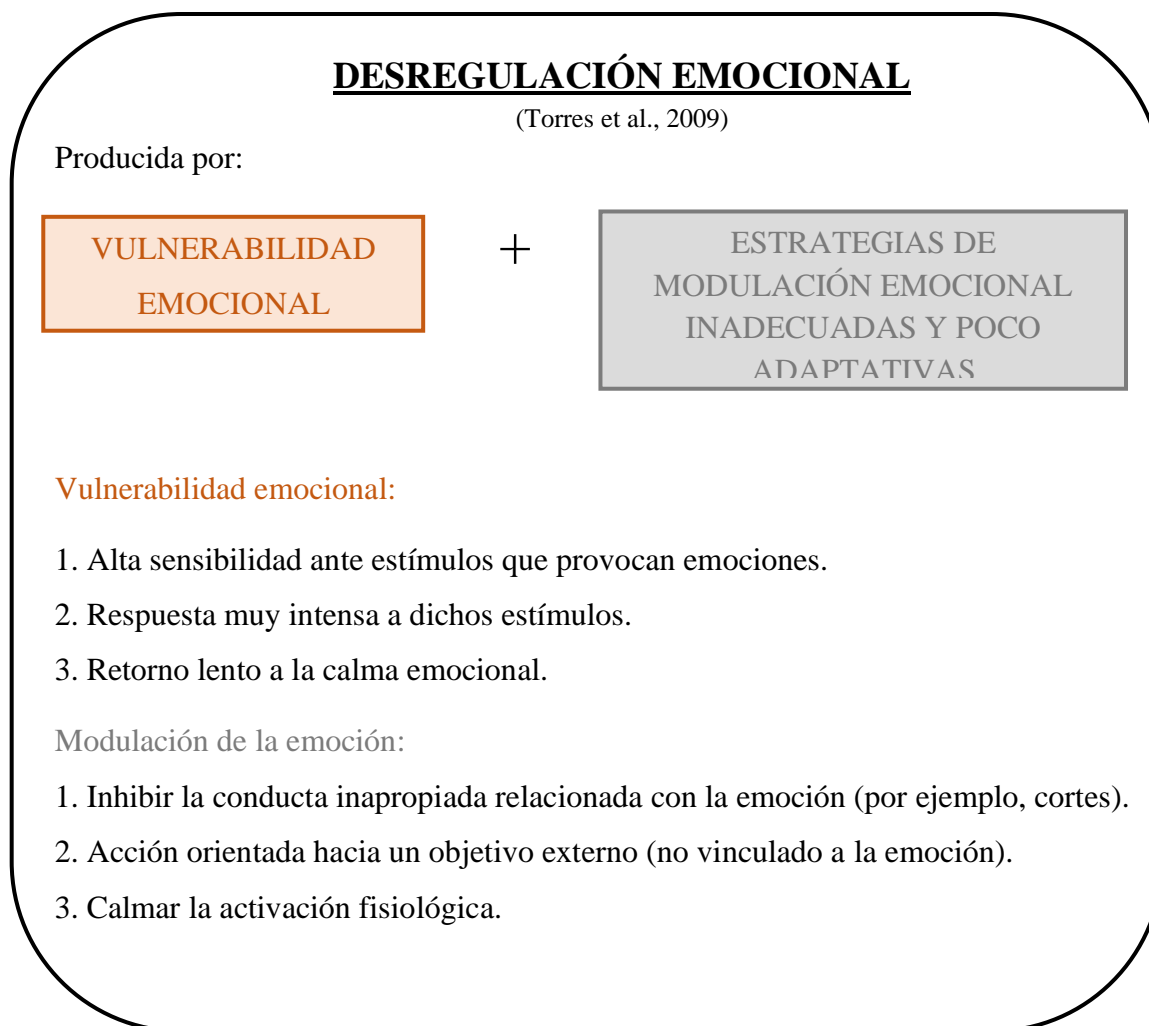 DESREGULACIÓN EMOCIONAL
(Torres et al., 2009)
Producida por:
VULNERABILIDAD
EMOCIONAL
+
ESTRATEGIAS DE
MODULACIÓN EMOCIONAL
INADECUADAS Y POCO
ADAPTATIVAS
Vulnerabilidad emocional:
1. Alta sensibilidad ante estímulos que provocan emociones.
2. Respuesta muy intensa a dichos estímulos.
3. Retorno lento a la calma emocional.
Modulación de la emoción:
1. Inhibir la conducta inapropiada relacionada con la emoción (por ejemplo, cortes).
2. Acción orientada hacia un objetivo externo (no vinculado a la emoción).
3. Calmar la activación fisiológica.